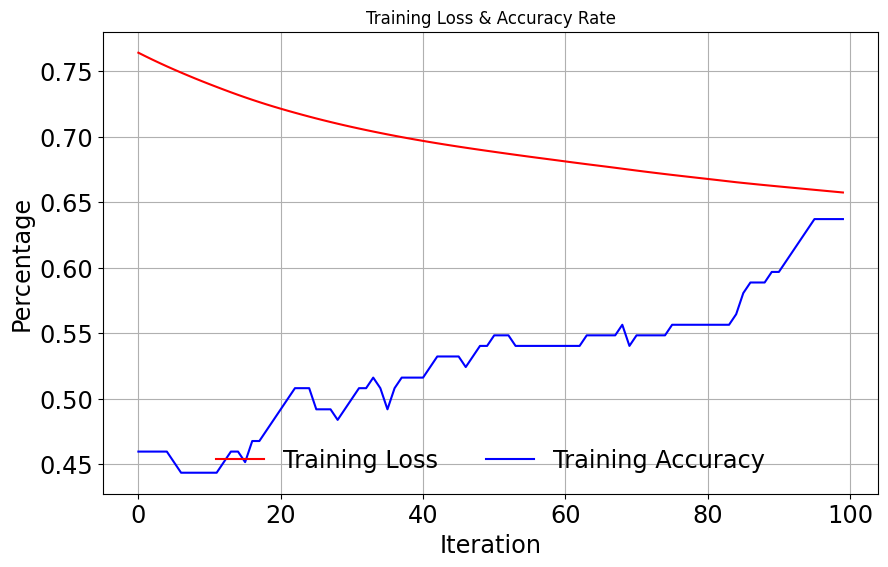 Training Loss & Accuracy Rate
0.75
0.70
0.65
0.60
0.55
0.50
0.45
Percentage
Training Loss Training Accuracy
0 20 40 60 80 100
Iteration